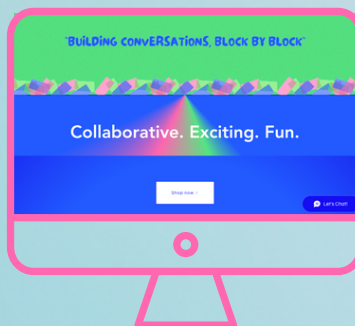 "BUILDING CONVERSATIONS, BLOCK BY BLOCK"
Collaborative. Exciting. Fun.
Shop now >
Let's Chat!